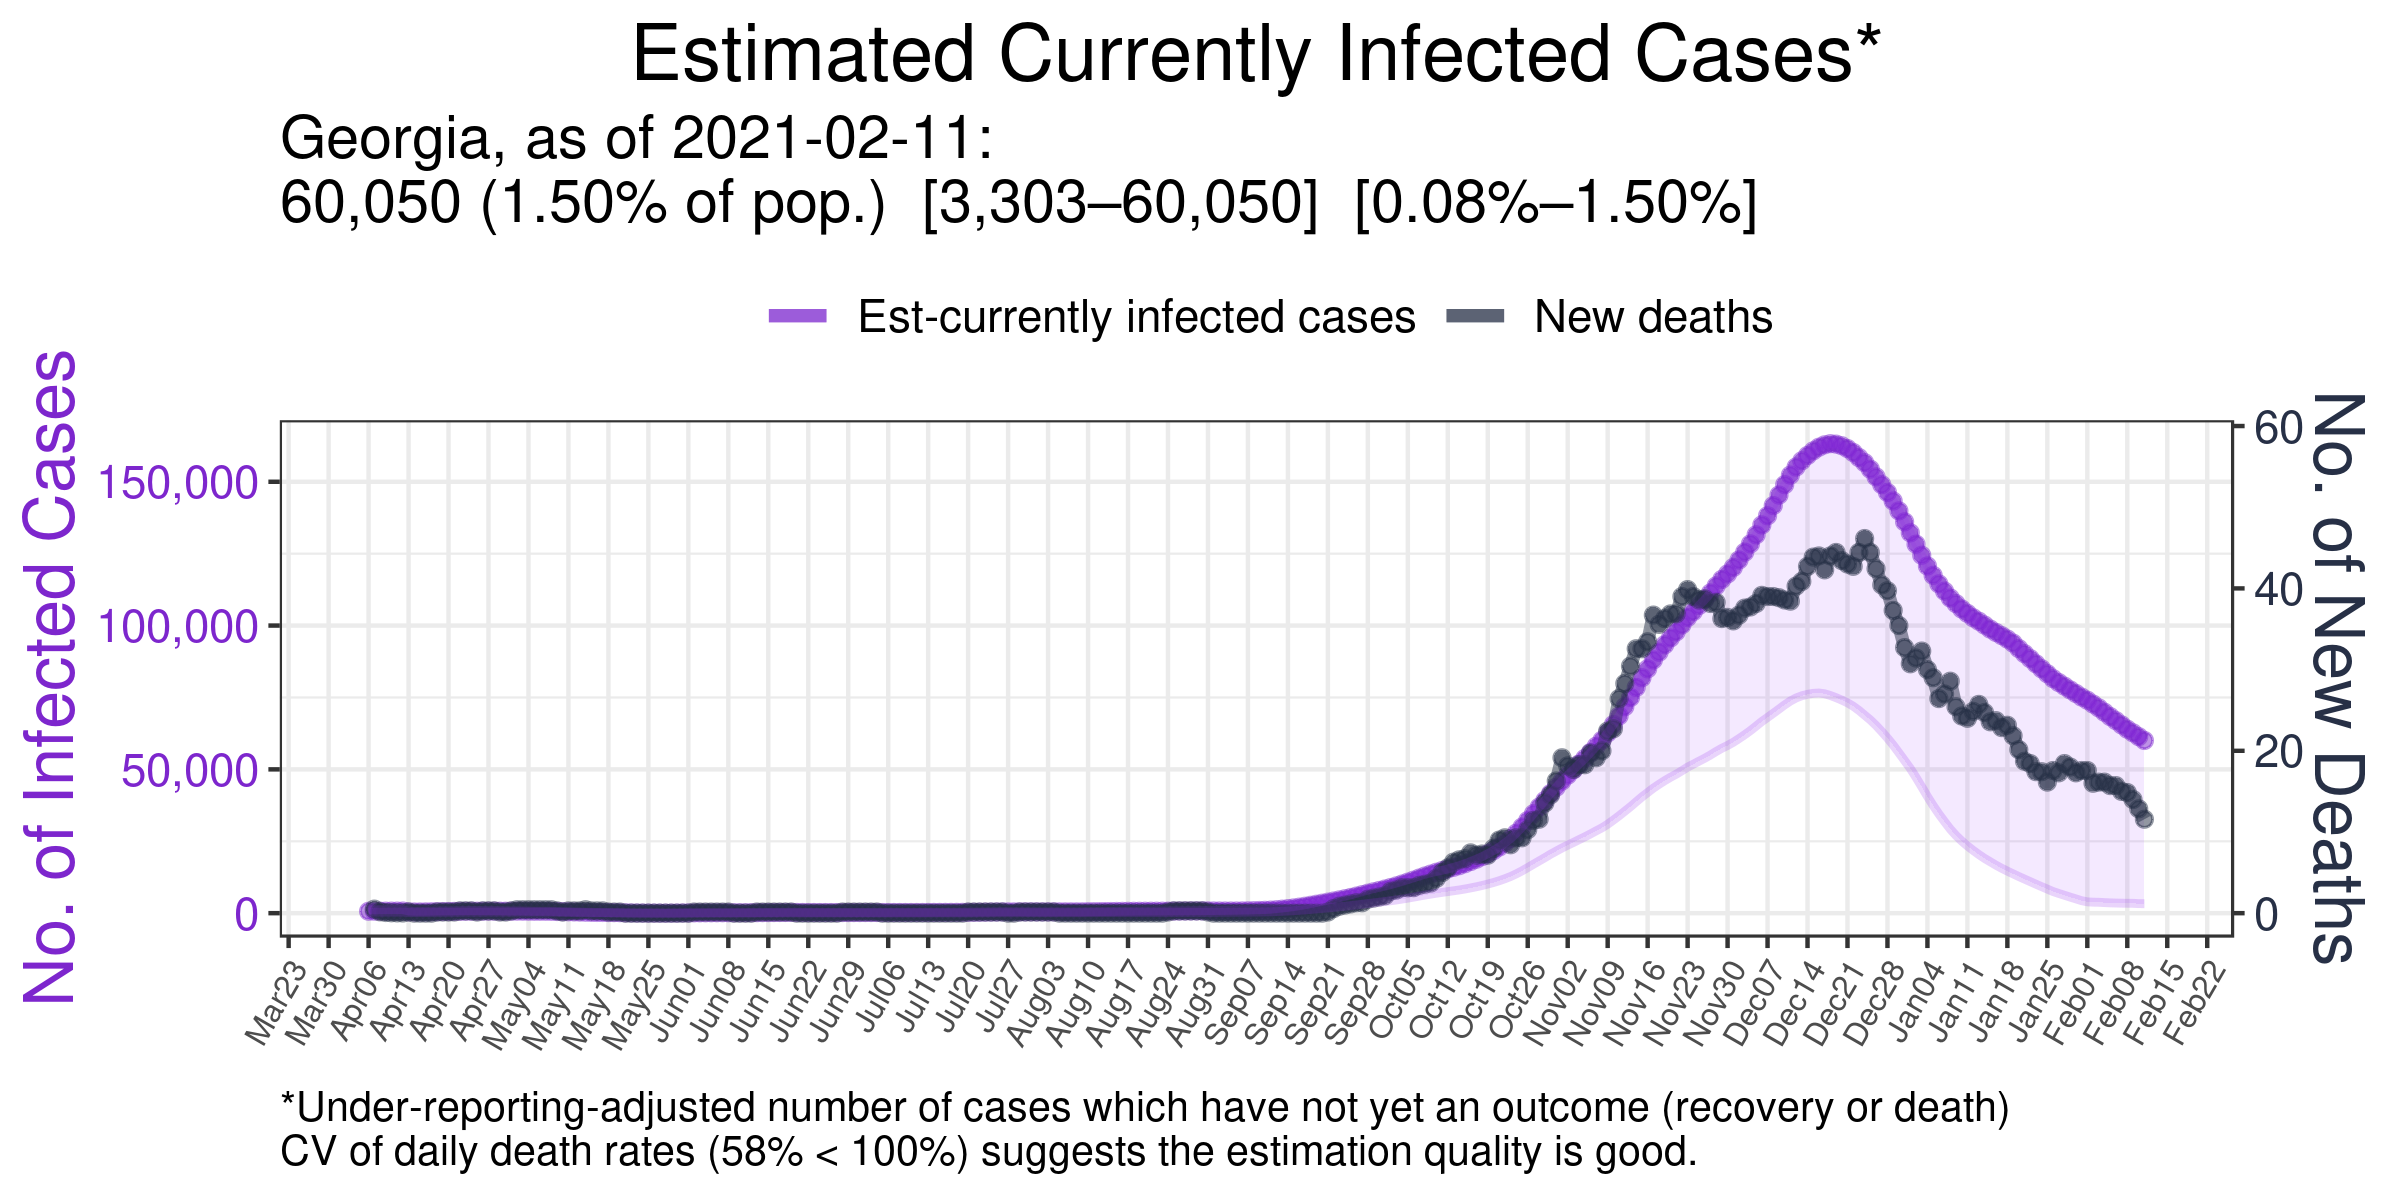 Estimated Currently Infected Cases*
Georgia, as of 2021-02-11:
60,050 (1.50% of pop.) [3,303–60,050] [0.08%–1.50%]
Est-currently infected cases New deaths
No. of Infected Cases
150,000
100,000
50,000
0
60
40
20
0
No. of New Deaths
Mar23 Mar30 Apr06 Apr13 Apr20 Apr27 May04 May11 May18 May25 Jun01 Jun08 Jun15 Jun22 Jun29 Jul06 Jul13 Jul20 Jul27 Aug03 Aug10 Aug17 Aug24 Aug31 Sep07 Sep14 Sep21 Sep28 Oct05 Oct12 Oct19 Oct26 Nov02 Nov09 Nov16 Nov23 Nov30 Dec07 Dec14 Dec21 Dec28 Jan04 Jan11 Jan18 Jan25 Feb01 Feb08 Feb15 Feb22
*Under-reporting-adjusted number of cases which have not yet an outcome (recovery or death)
CV of daily death rates (58% < 100%) suggests the estimation quality is good.